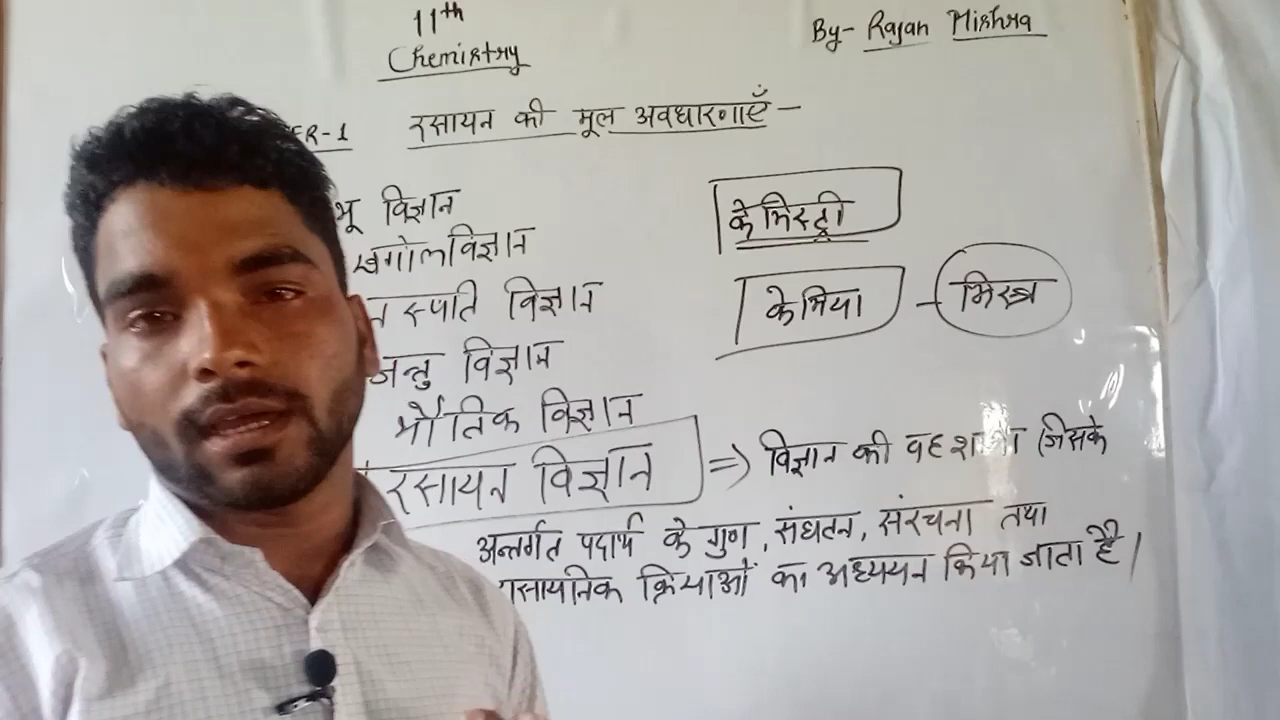 11th
Chemistry
By- Rajan Mishra
ER-1 रसायन की मूल अवधारणाएँ -
भू विज्ञान
खगोलविज्ञान
न स्पति विज्ञान
जन्तु विज्ञान
भौतिक विज्ञान
केमिस्ट्री
केमिया - मिस्त्र
रसायन विज्ञान => विज्ञान की वह (जिसके
अन्तर्गत पदार्थ के गुण, संघटन, संरचना तथा
रासायनिक क्रियाओं का अध्ययन किया जाता है।